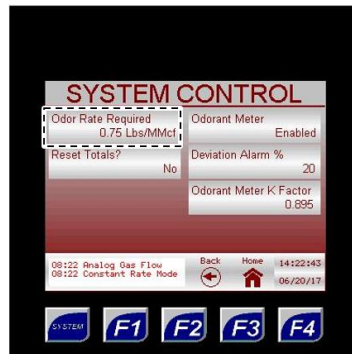 SYSTEM CONTROL
Odor Rate Required
0.75 Lbs/MMcf
Odorant Meter
Enabled
Reset Totals?
No
Deviation Alarm %
20
Odorant Meter K Factor
0.895
08:22 Analog Gas Flow
08:22 Constant Rate Mode
Back
Home
14:22:43
06/20/17
SYSTEM
F1
F2
F3
F4